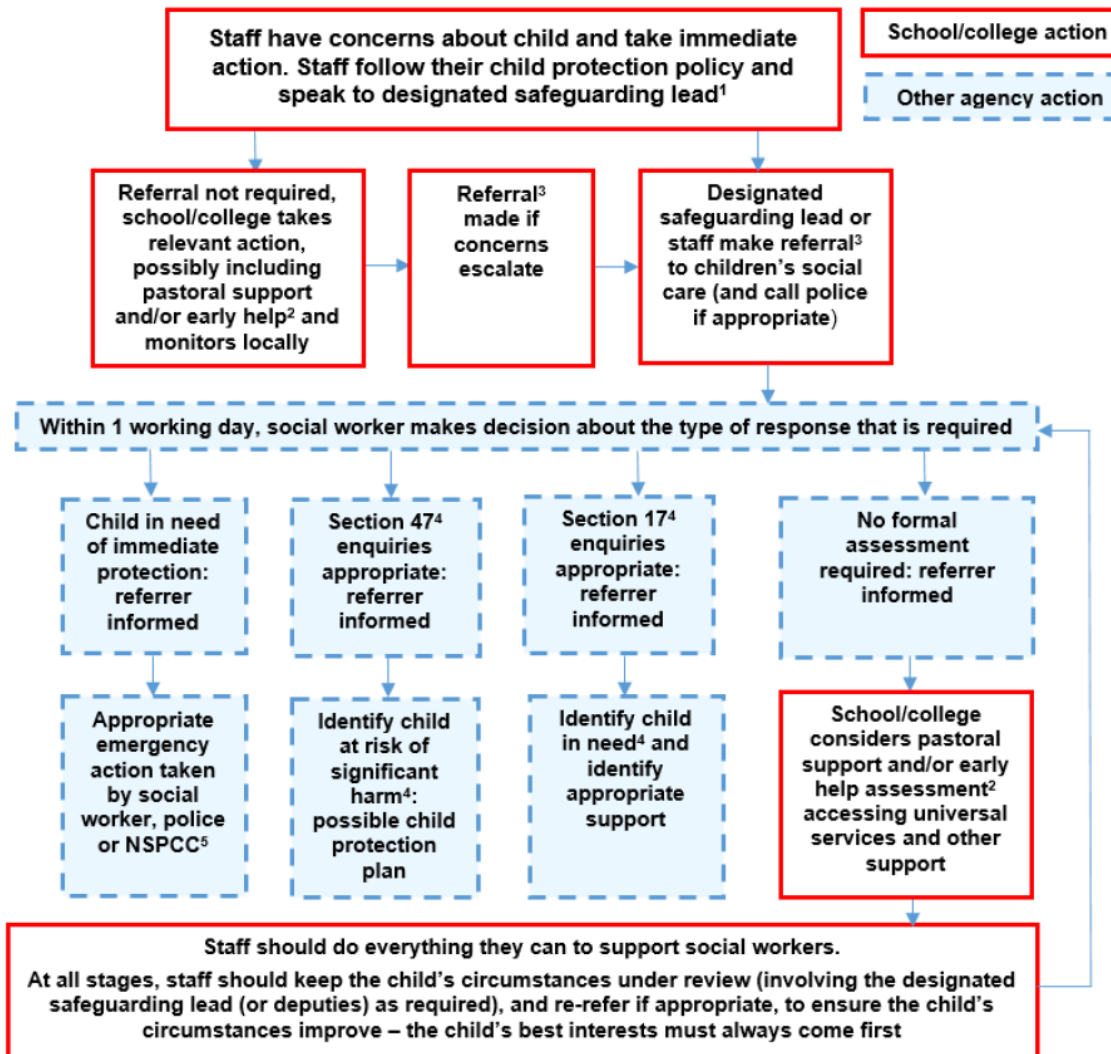 Staff have concerns about child and take immediate
action. Staff follow their child protection policy and
speak to designated safeguarding lead¹
School/college action
Other agency action
Referral not required,
school/college takes
relevant action,
possibly including
pastoral support
and/or early help² and
monitors locally
Referral³
made if
concerns
escalate
Designated
safeguarding lead or
staff make referral³
to children’s social
care (and call police
if appropriate)
Within 1 working day, social worker makes decision about the type of response that is required
Child in need
of immediate
protection:
referrer
informed
Section 47⁴
enquiries
appropriate:
referrer
informed
Section 17⁴
enquiries
appropriate:
referrer
informed
No formal
assessment
required: referrer
informed
Appropriate
emergency
action taken
by social
worker, police
or NSPCC⁵
Identify child
at risk of
significant
harm⁴:
possible child
protection
plan
Identify child
in need⁴ and
identify
appropriate
support
School/college
considers pastoral
support and/or early
help assessment²
accessing universal
services and other
support
Staff should do everything they can to support social workers.
At all stages, staff should keep the child’s circumstances under review (involving the designated
safeguarding lead (or deputies) as required), and re-refer if appropriate, to ensure the child’s
circumstances improve – the child’s best interests must always come first